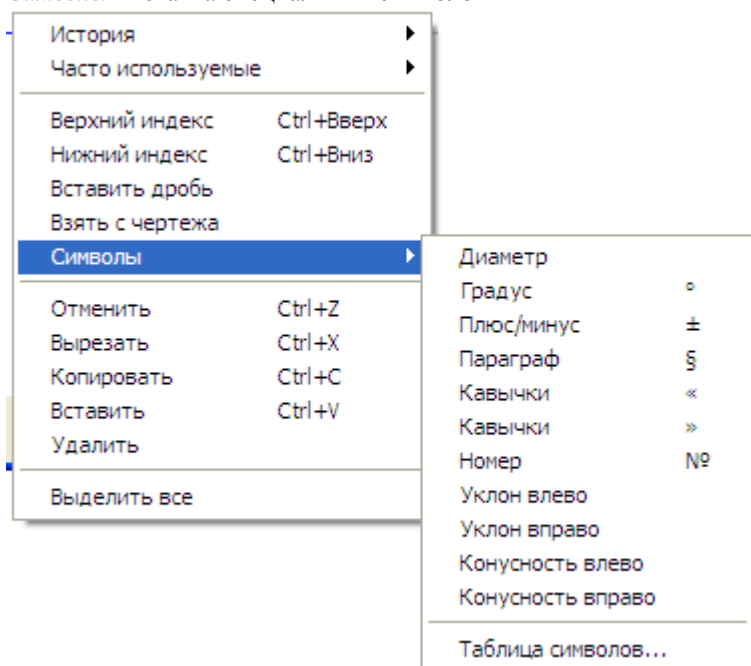 История
Часто используемые
Верхний индекс Ctrl+Вверх
Нижний индекс Ctrl+Вниз
Вставить дробь
Взять с чертежа
Символы
Отменить Ctrl+Z
Вырезать Ctrl+X
Копировать Ctrl+C
Вставить Ctrl+V
Удалить
Выделить все
Диаметр
Градус °
Плюс/минус ±
Параграф §
Кавычки «
Кавычки »
Номер №
Уклон влево
Уклон вправо
Конусность влево
Конусность вправо
Таблица символов...